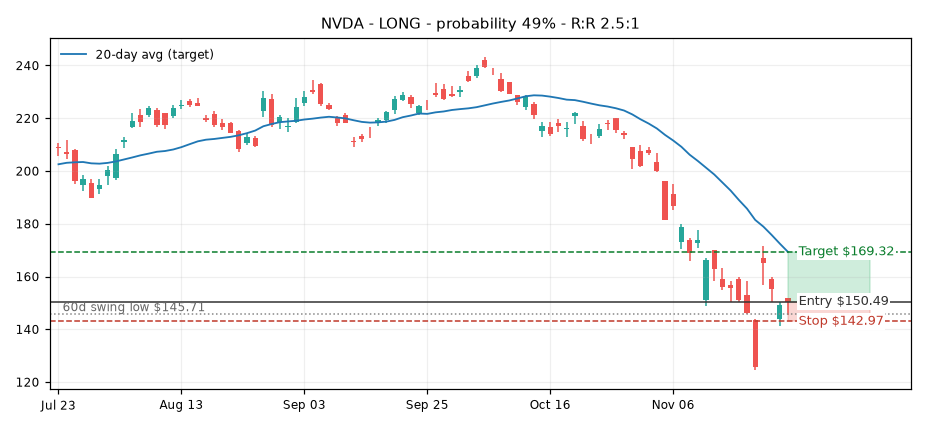 NVDA - LONG - probability 49% - R:R 2.5:1
20-day avg (target)
240
220
200
180
160
140
120
Target $169.32
Entry $150.49
60d swing low $145.71
Stop $142.97
Jul 23
Aug 13
Sep 03
Sep 25
Oct 16
Nov 06